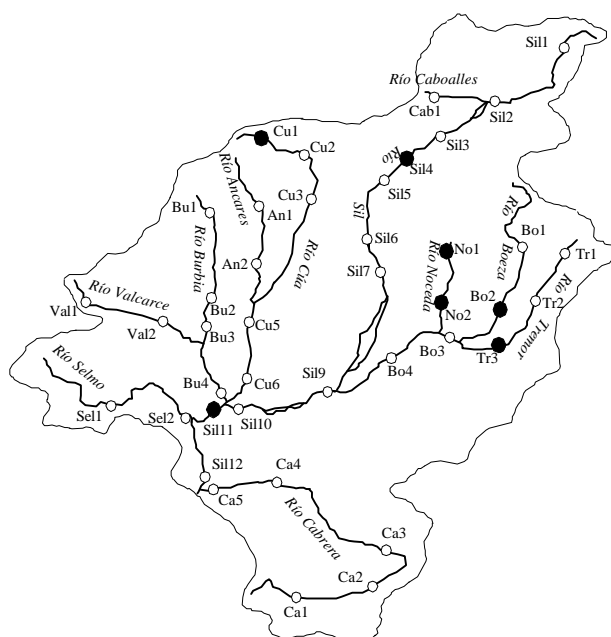 Sil1
Río Caboalles
Cab1
Sil2
Cu1
Cu2
Sil3
Río
Sil4
Sil5
Río Ancares
Cu3
Río
Bu1
An1
Sil
Bo1
Boeza
Tr1
Sil6
No1
Río Noceda
Río Burbia
An2
Río Cúa
Sil7
Río
Río Valcarce
Val1
Bu2
Bo2
Tr2
No2
Val2
Bu3
Cu5
Tremor
Bo3
Tr3
Río Selmo
Bo4
Bu4
Cu6
Sil9
Sel1
Sel2
Sil10
Sil11
Sil12
Ca4
Ca5
Río Cabrera
Ca3
Ca2
Ca1